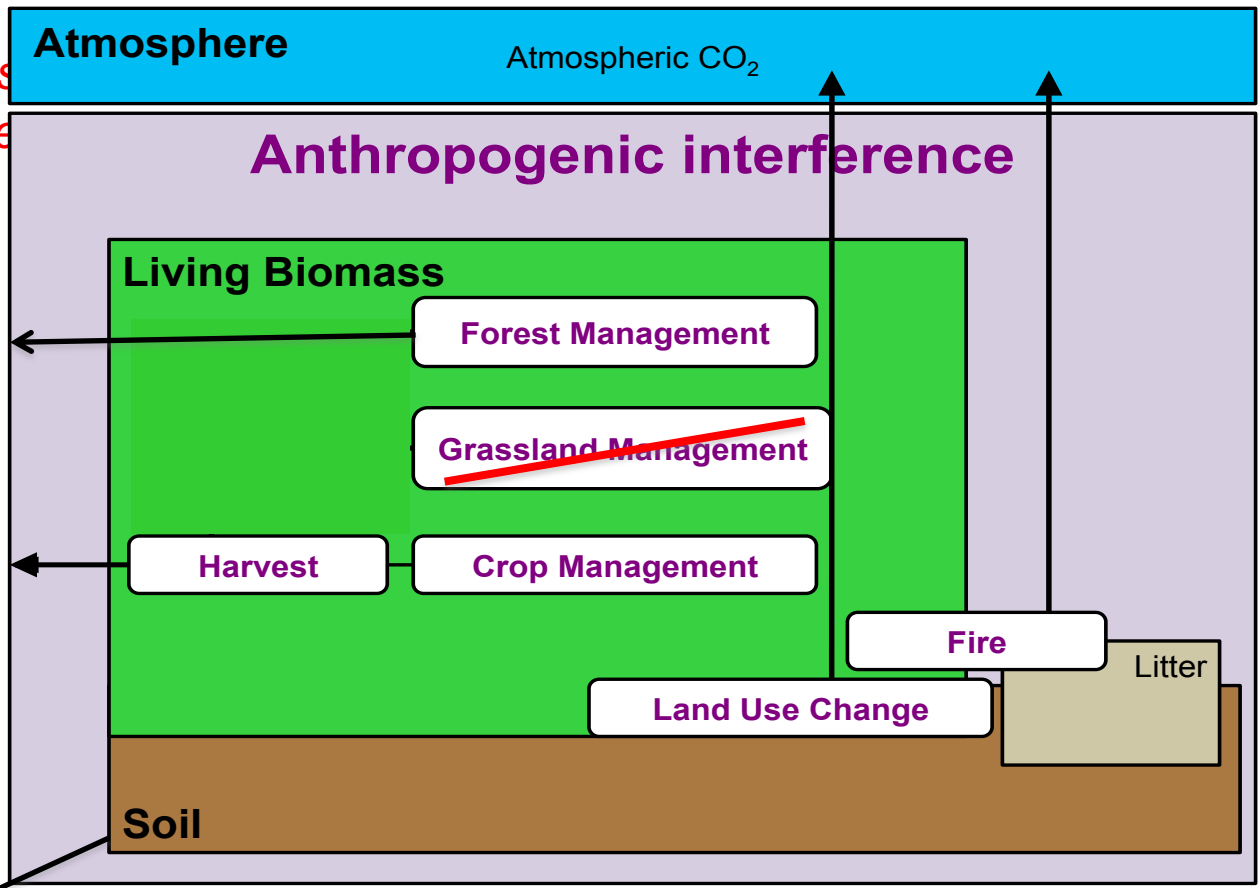 Atmosphere
Atmospheric CO₂
s
e
Anthropogenic interference
Living Biomass
Forest Management
Grassland Management
Harvest
Crop Management
Fire
Litter
Land Use Change
Soil